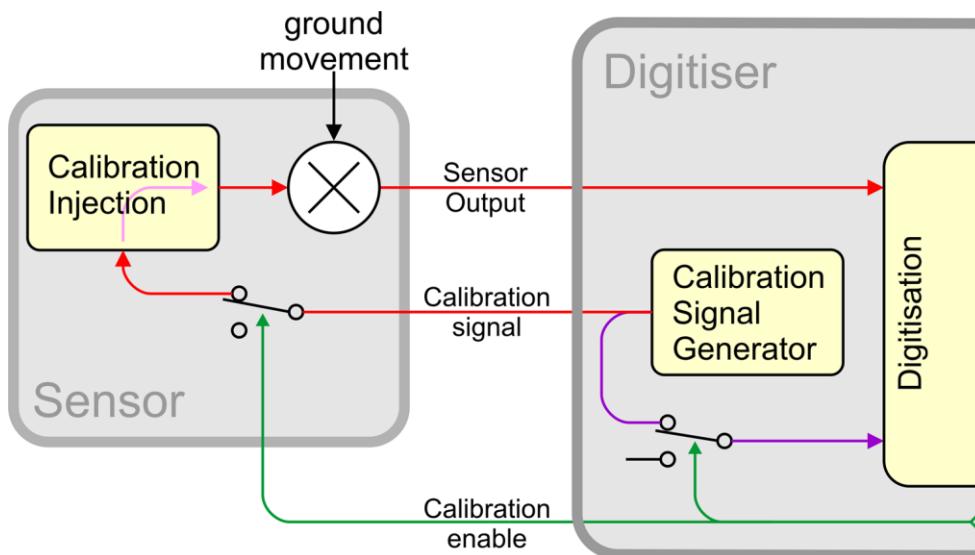 ground
movement
Digitiser
Calibration
Injection
Sensor
Output
Calibration
Signal
Generator
Calibration
signal
Digitisation
Sensor
Calibration
enable